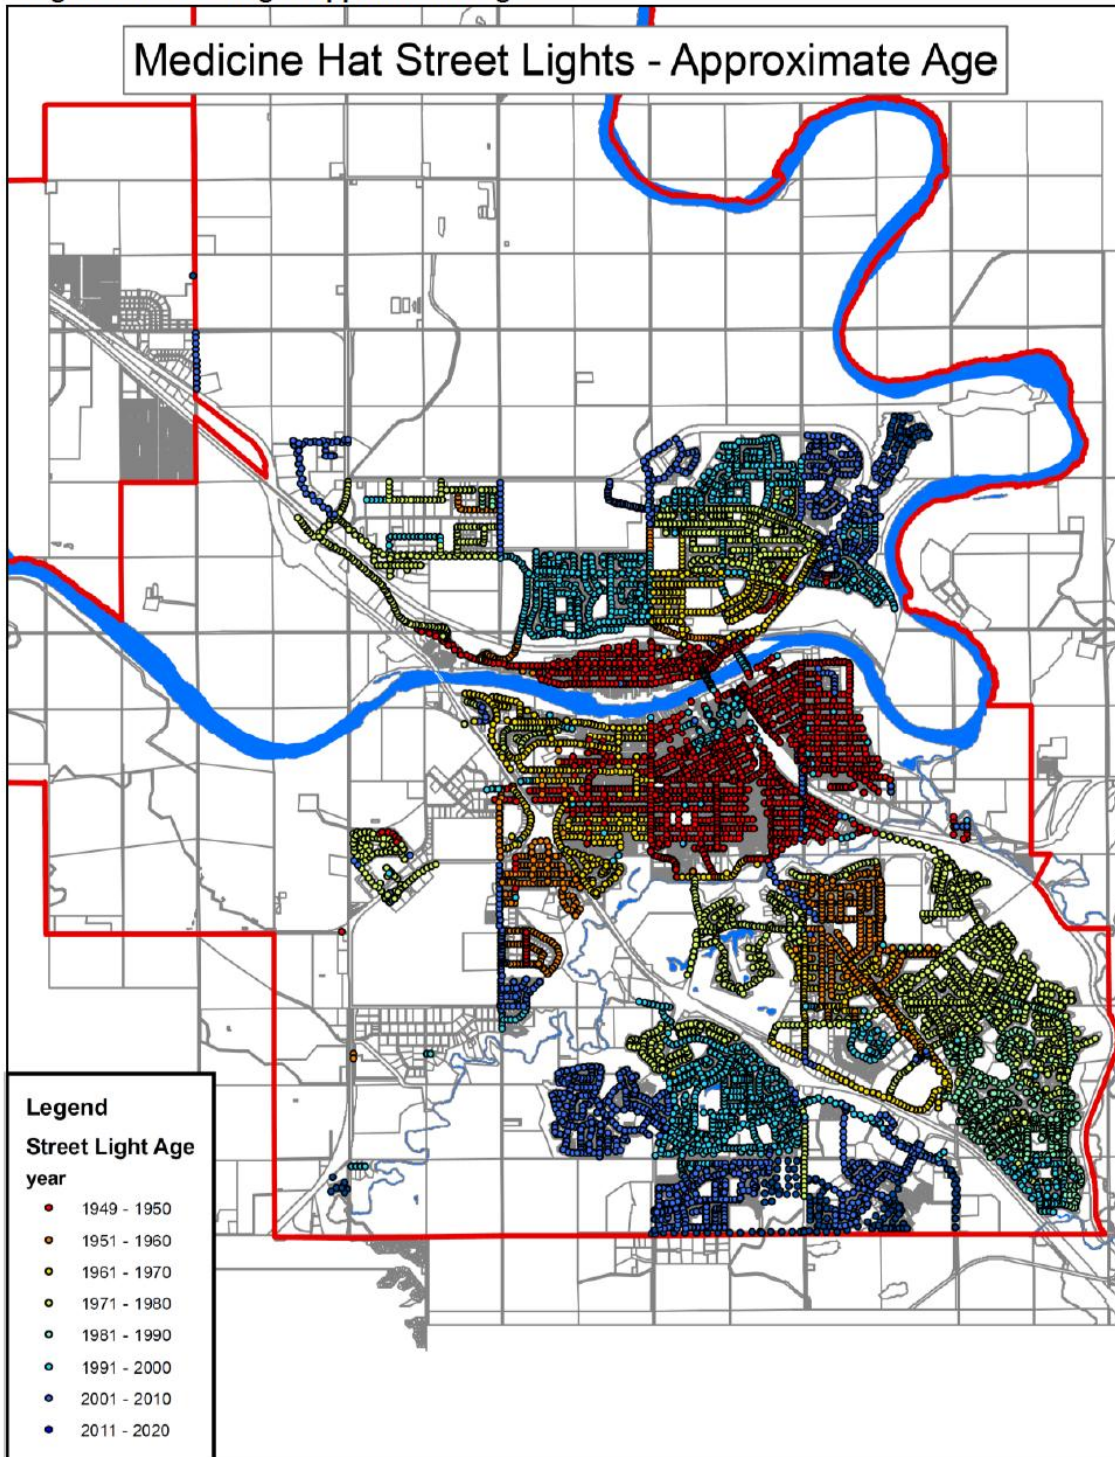 Medicine Hat Street Lights - Approximate Age
Legend
Street Light Age
year
1949 - 1950
1951 - 1960
1961 - 1970
1971 - 1980
1981 - 1990
1991 - 2000
2001 - 2010
2011 - 2020